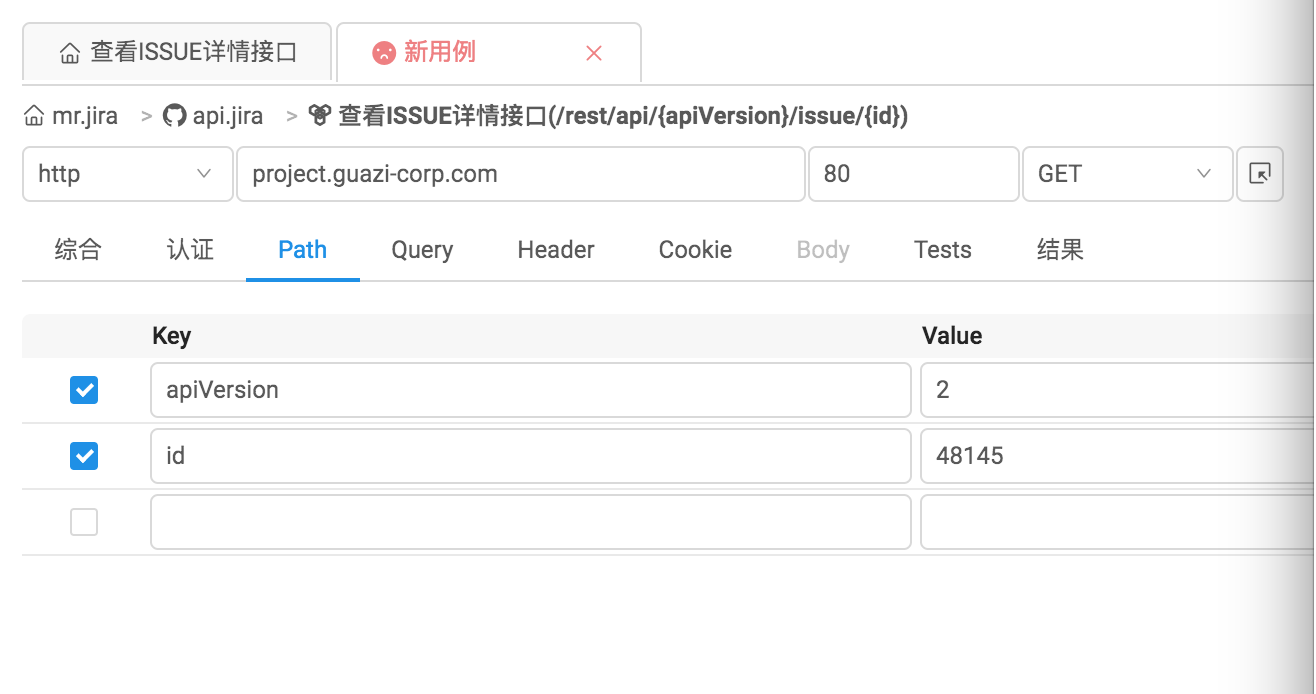 查看ISSUE详情接口 新用例
mr.jira > api.jira > 查看ISSUE详情接口(/rest/api/{apiVersion}/issue/{id})
http project.guazi-corp.com 80 GET
综合 认证 Path Query Header Cookie Body Tests 结果
Key Value
apiVersion 2
id 48145